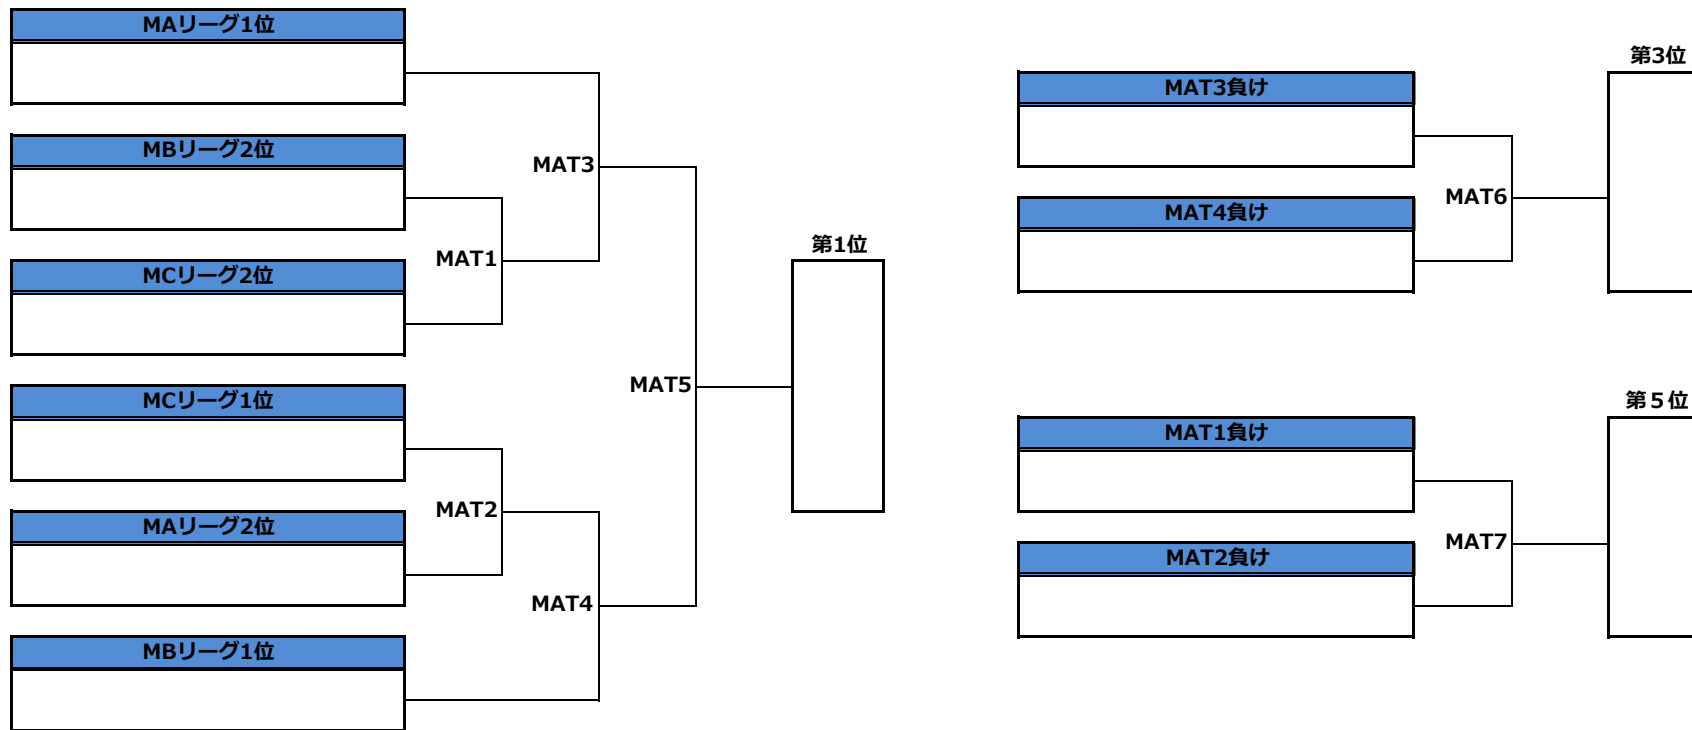 MAリーグ1位
MBリーグ2位
MCリーグ2位
MCリーグ1位
MAリーグ2位
MBリーグ1位
MAT1
MAT2
MAT3
MAT4
MAT5
第1位
MAT3負け
MAT4負け
MAT6
第3位
MAT1負け
MAT2負け
MAT7
第５位